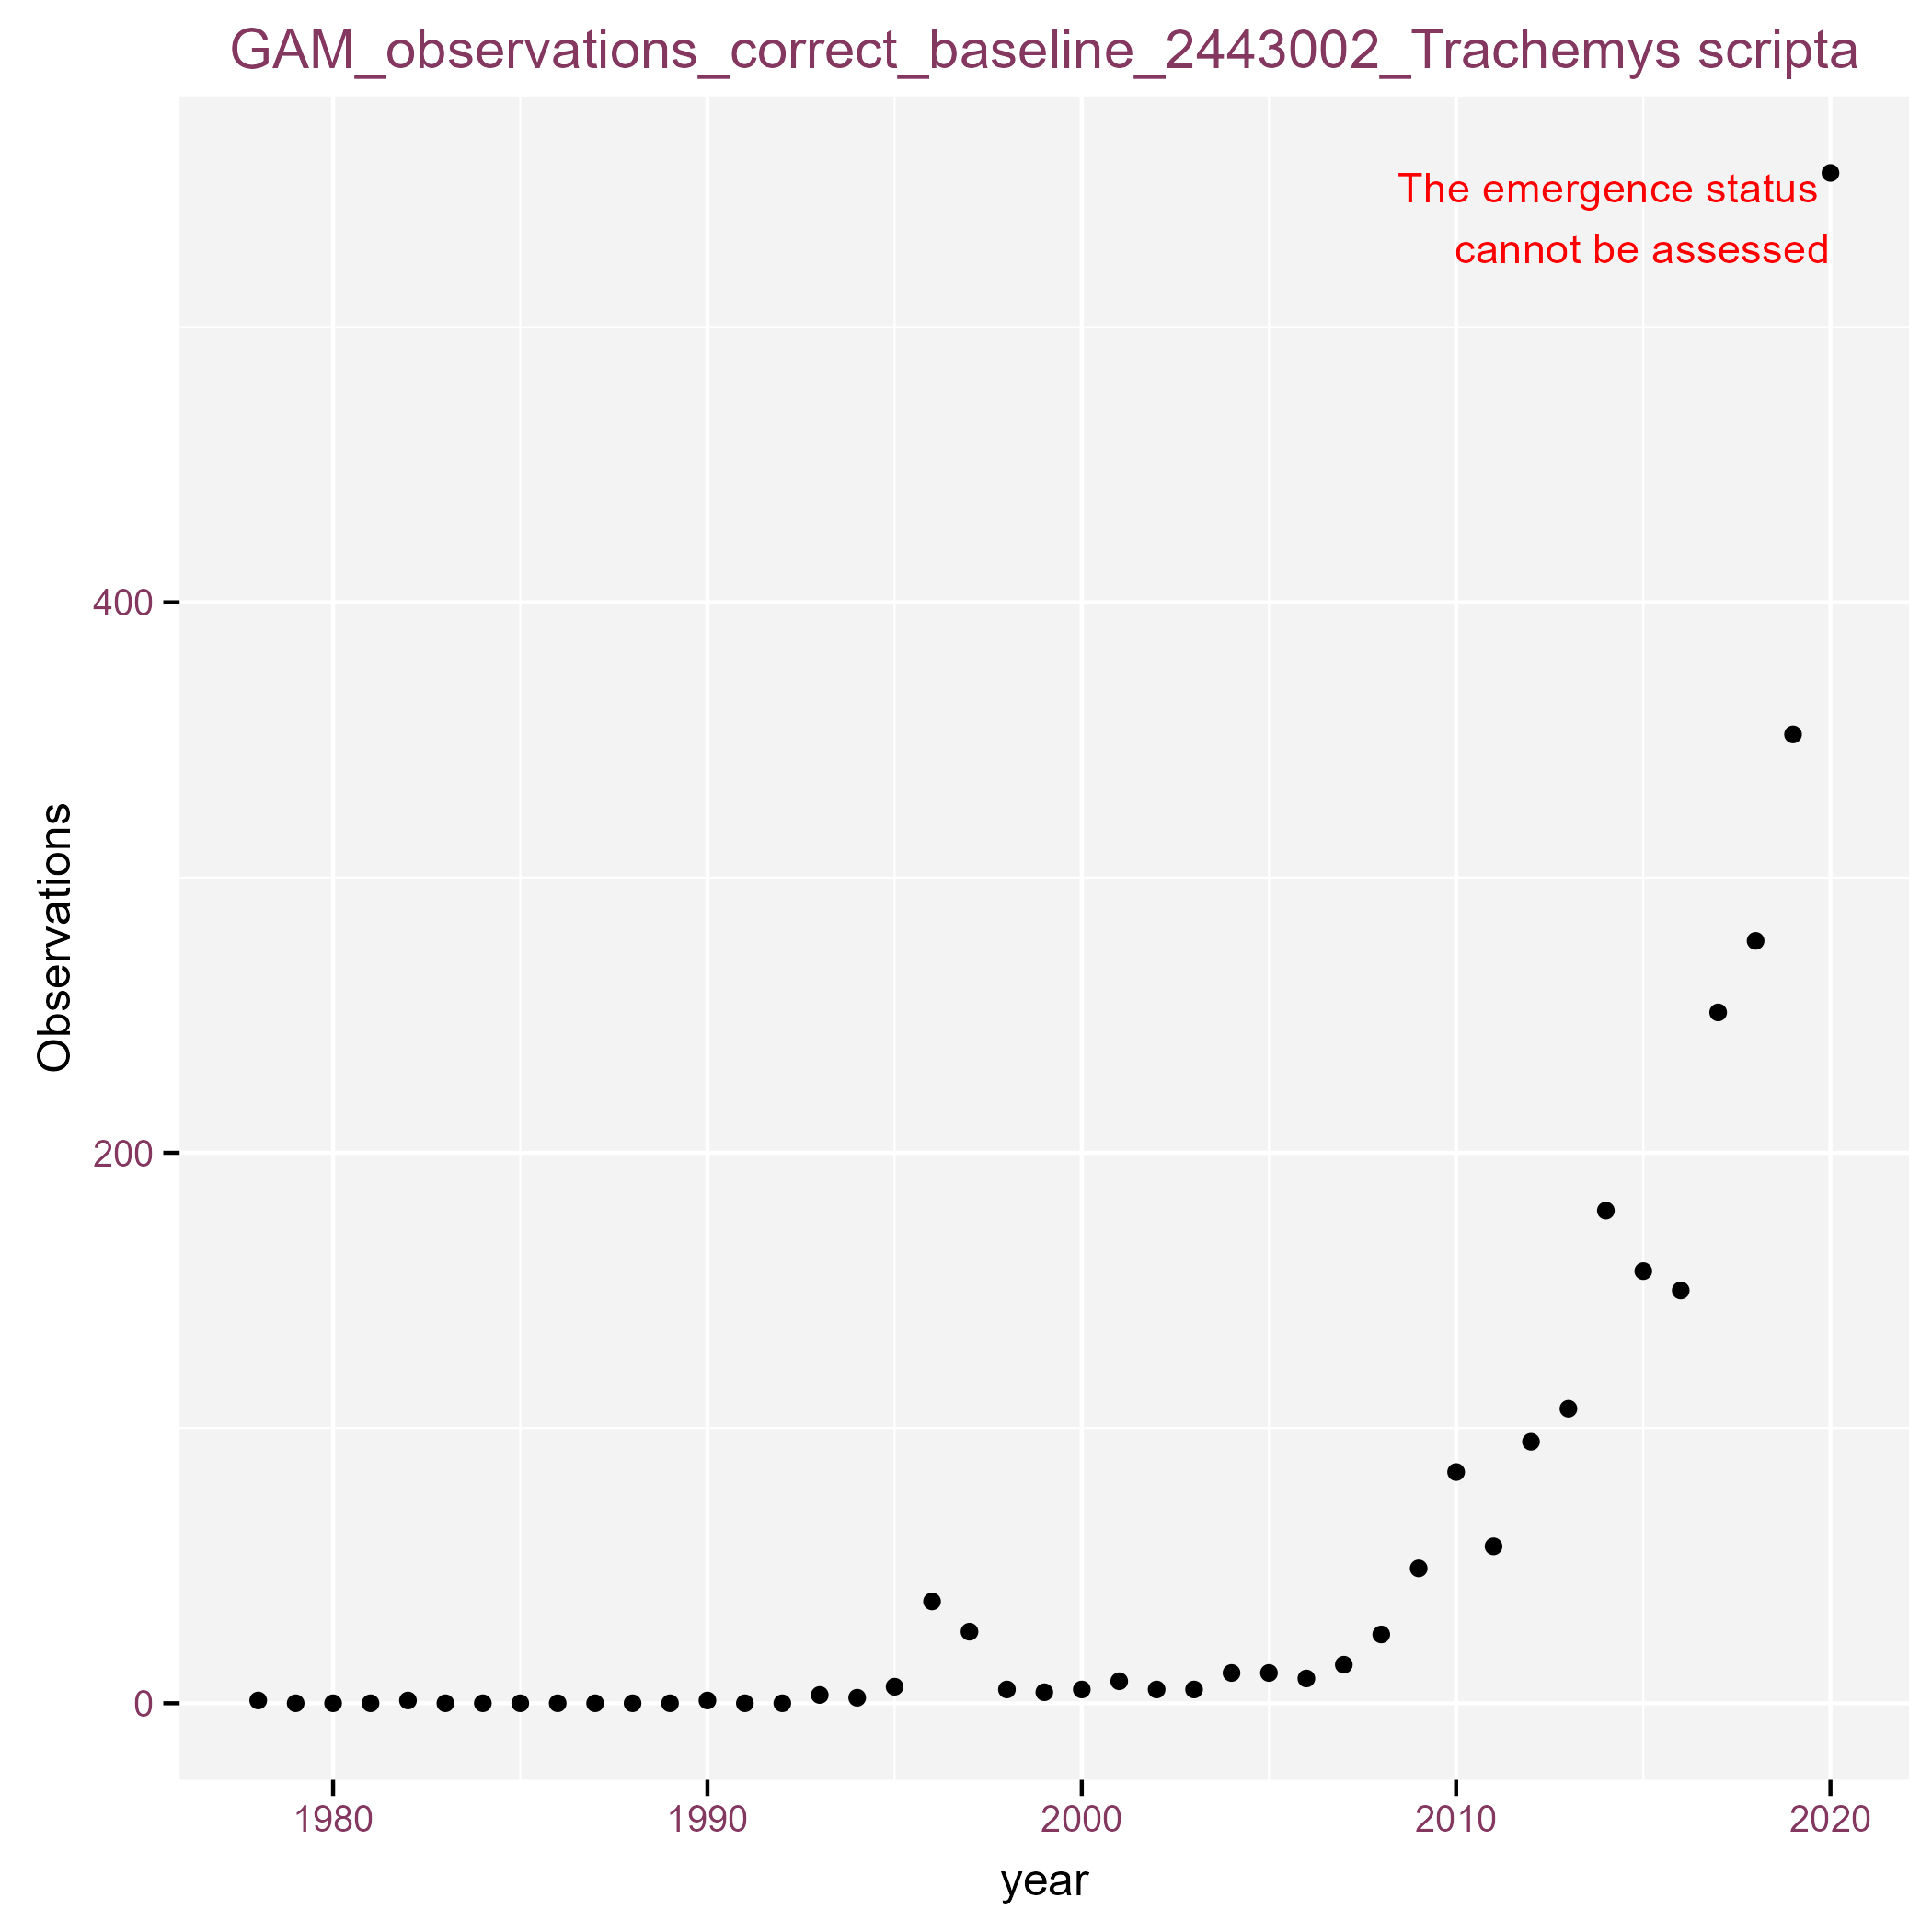 GAM_observations_correct_baseline_2443002_Trachemys scripta
The emergence status
cannot be assessed
Observations
400
200
0
1980
1990
2000
2010
2020
year